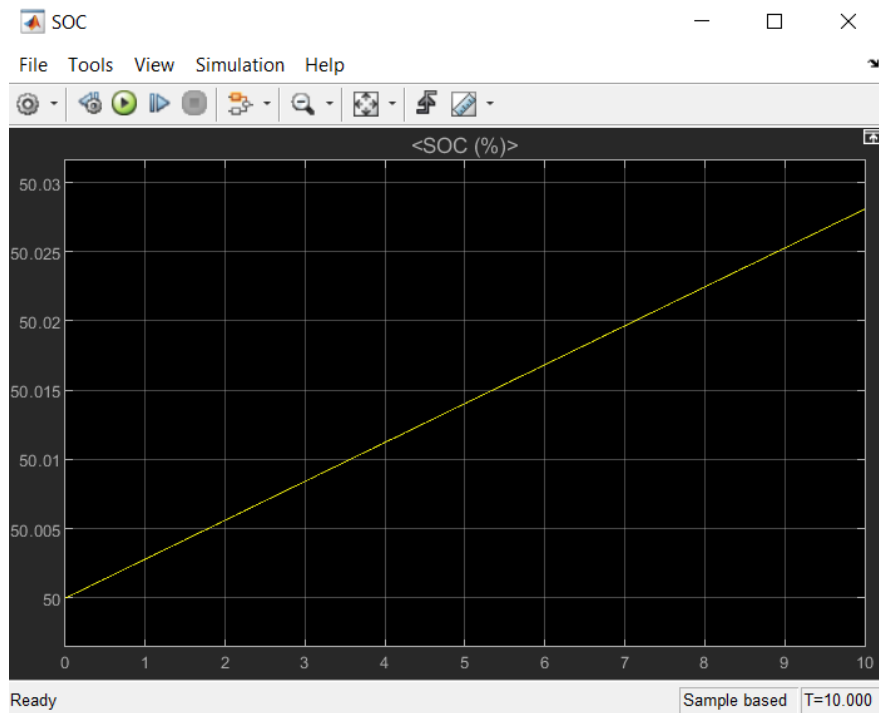 SOC
File Tools View Simulation Help
<SOC (%)>
50.03
50.025
50.02
50.015
50.01
50.005
50
0 1 2 3 4 5 6 7 8 9 10
Ready Sample based T=10.000